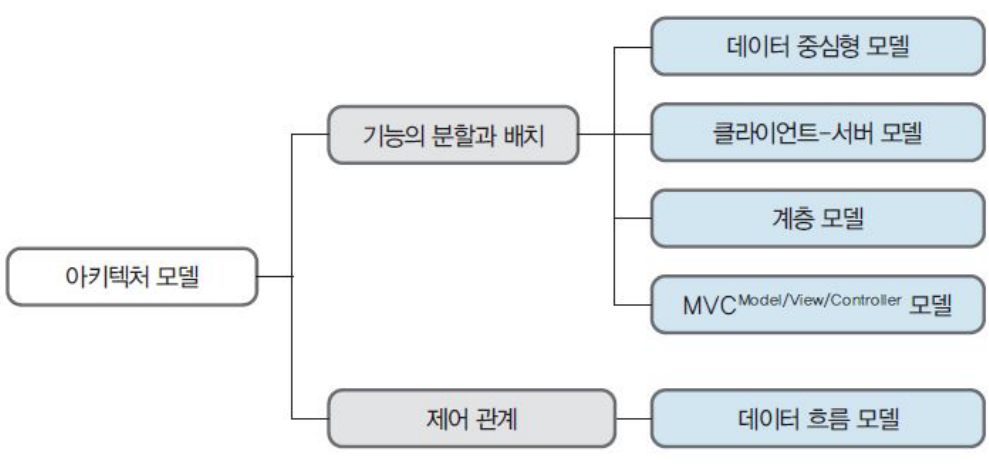 데이터 중심형 모델
기능의 분할과 배치
클라이언트-서버 모델
계층 모델
아키텍처 모델
MVC Model/View/Controller 모델
제어 관계
데이터 흐름 모델